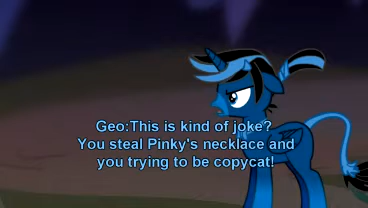 Geo:This is kind of joke?
You steal Pinky's necklace and
you trying to be copycat!